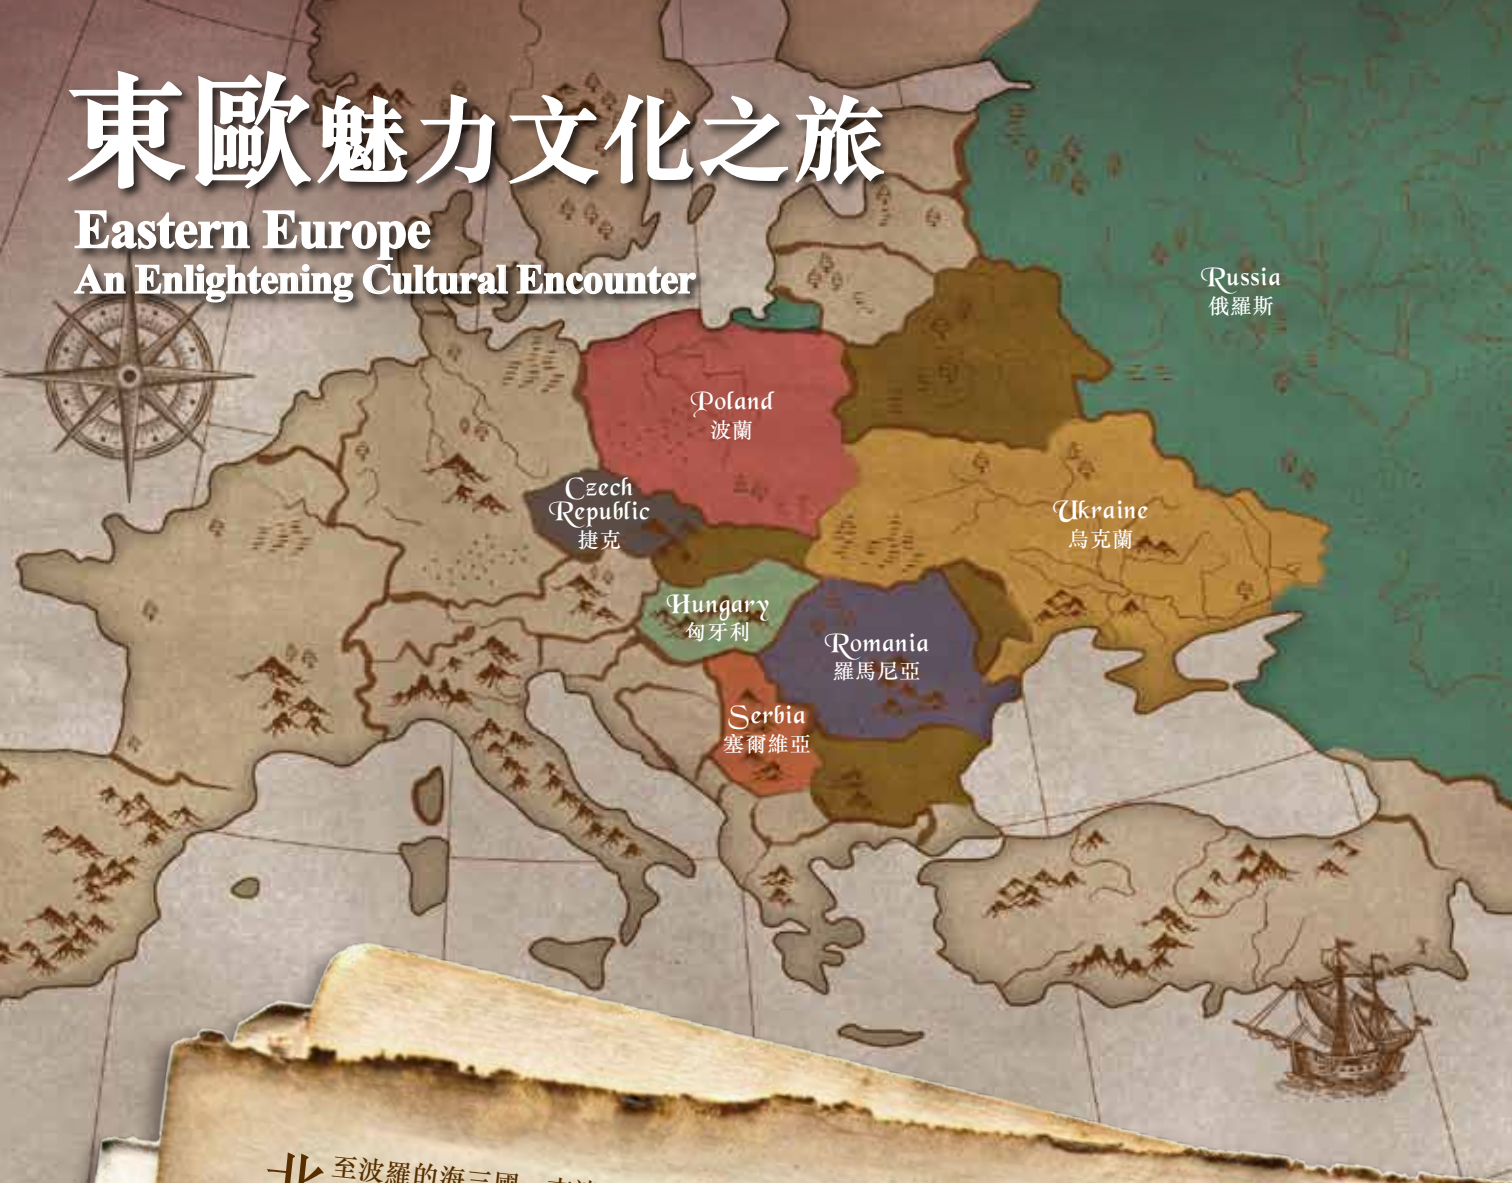 東歐魅力文化之旅
Eastern Europe
An Enlightening Cultural Encounter
Russia
俄羅斯
Poland
波蘭
Czech
Republic
捷克
Ukraine
烏克蘭
Hungary
匈牙利
Romania
羅馬尼亞
Serbia
塞爾維亞
北至波羅的海三國